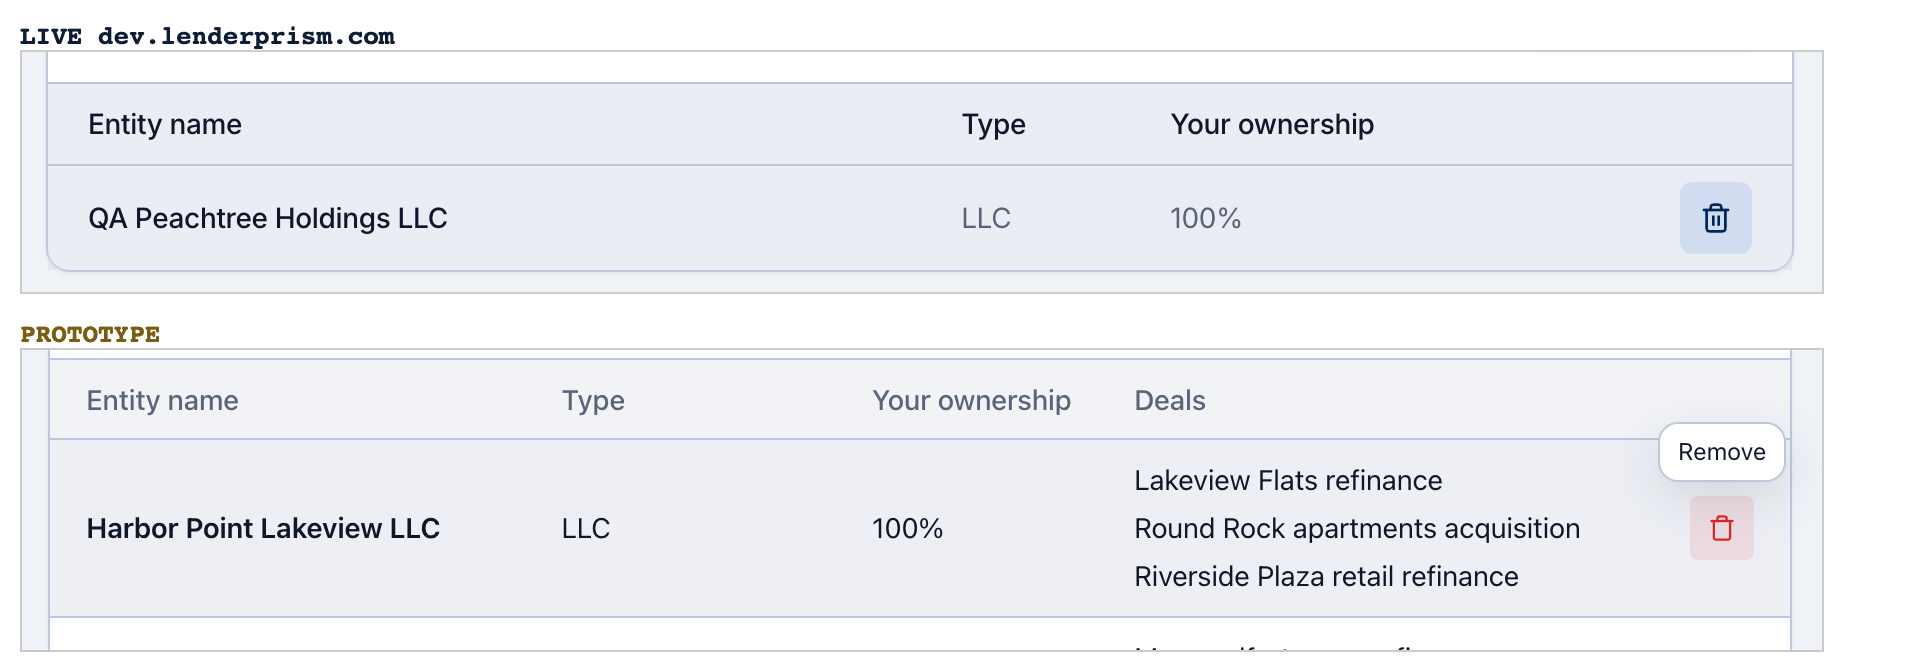 LIVE dev.lenderprism.com
Entity name Type Your ownership
QA Peachtree Holdings LLC LLC 100%
PROTOTYPE
Entity name Type Your ownership Deals
Remove
Lakeview Flats refinance
Harbor Point Lakeview LLC LLC 100% Round Rock apartments acquisition
Riverside Plaza retail refinance